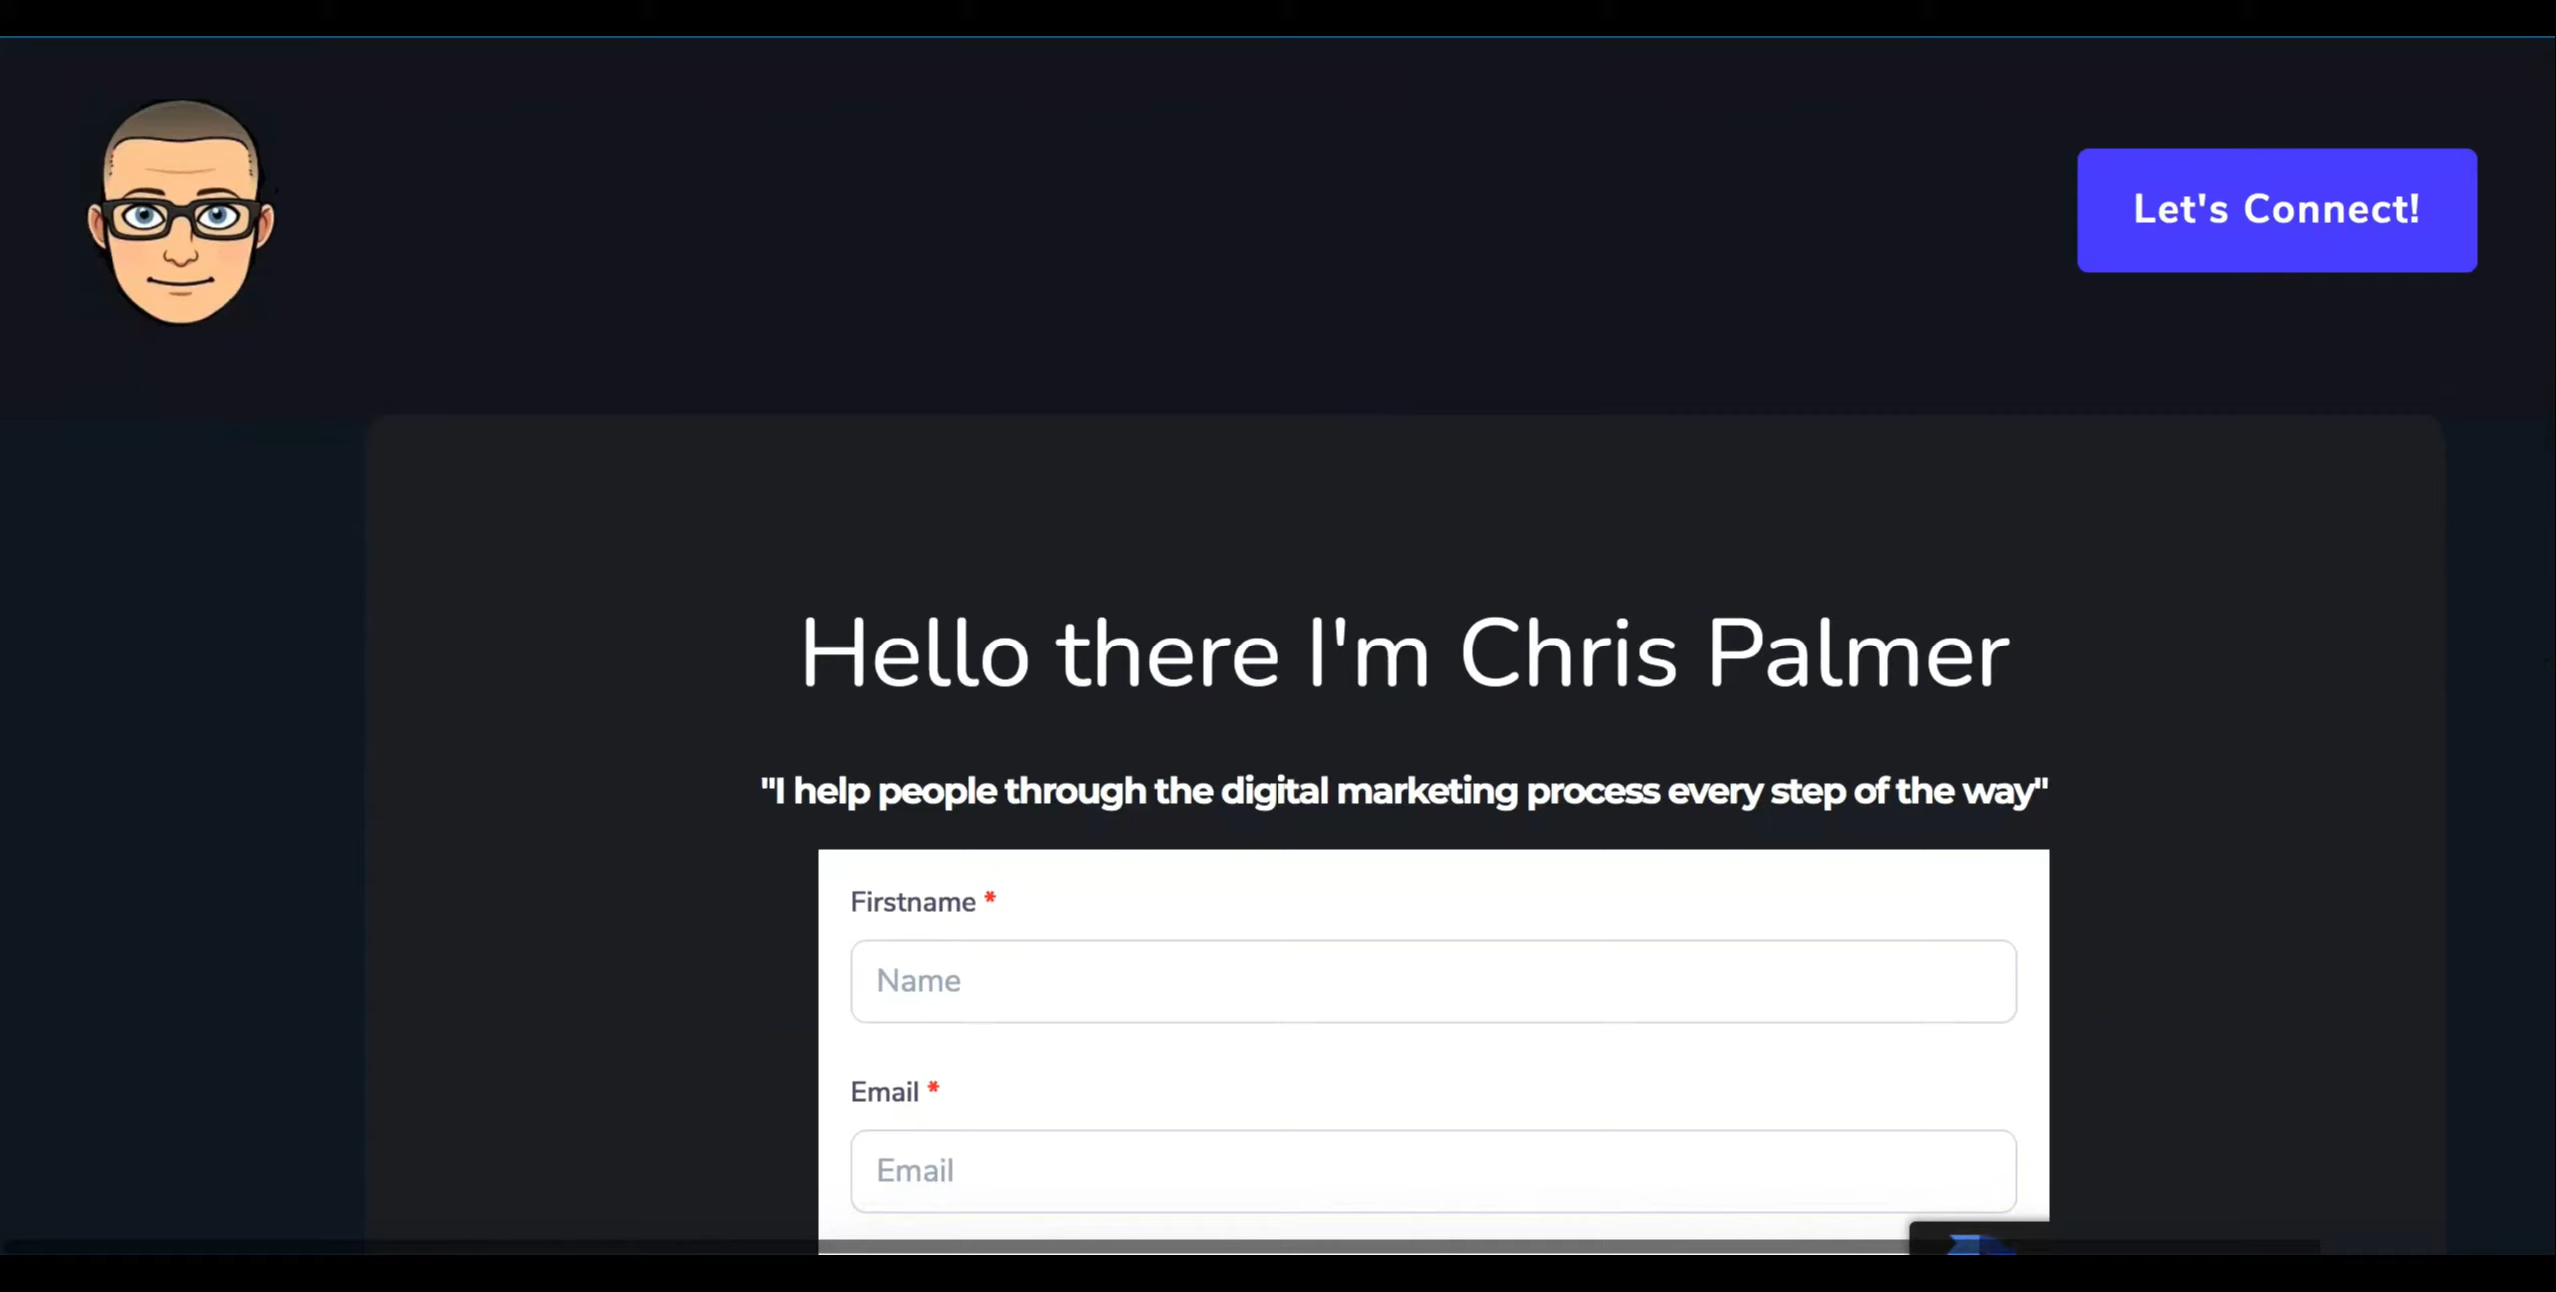 Let's Connect!
Hello there I'm Chris Palmer
"I help people through the digital marketing process every step of the way"
Firstname *
Name
Email *
Email